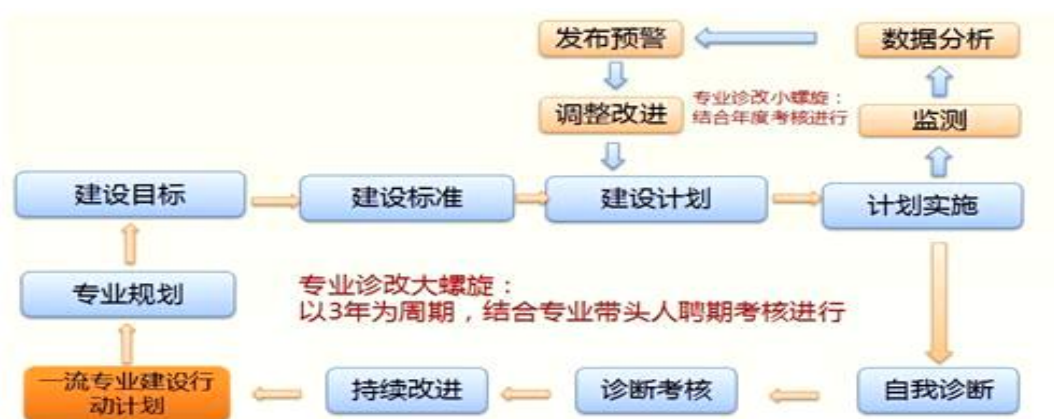 发布预警
数据分析
调整改进
专业诊改小螺旋：
结合年度考核进行
监测
建设目标
建设标准
建设计划
计划实施
专业规划
专业诊改大螺旋：
以3年为周期，结合专业带头人聘期考核进行
一流专业建设行
动计划
持续改进
诊断考核
自我诊断